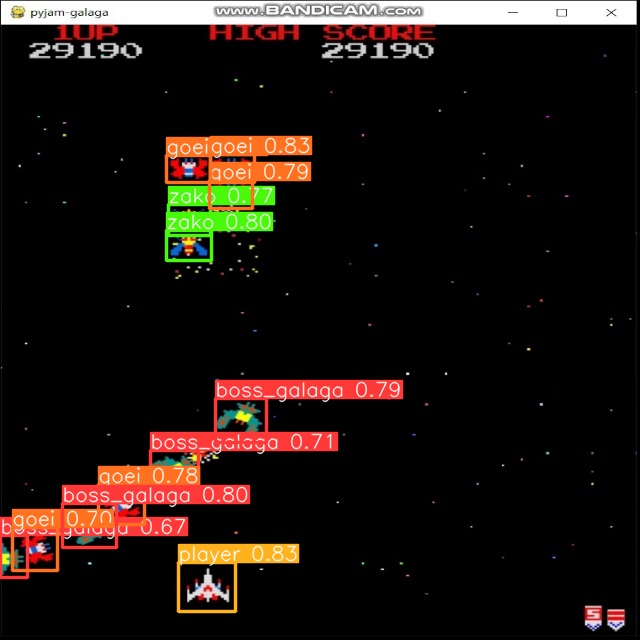 pyjam-galaga
www.BANDICAM.com
1UP HIGH SCORE
29190 29190
goei goei 0.83
goei 0.79
zako 0.77
zako 0.80
boss_galaga 0.79
boss_galaga 0.71
goei 0.78
boss_galaga 0.80
goei 0.70
boss_galaga 0.67
player 0.83
5